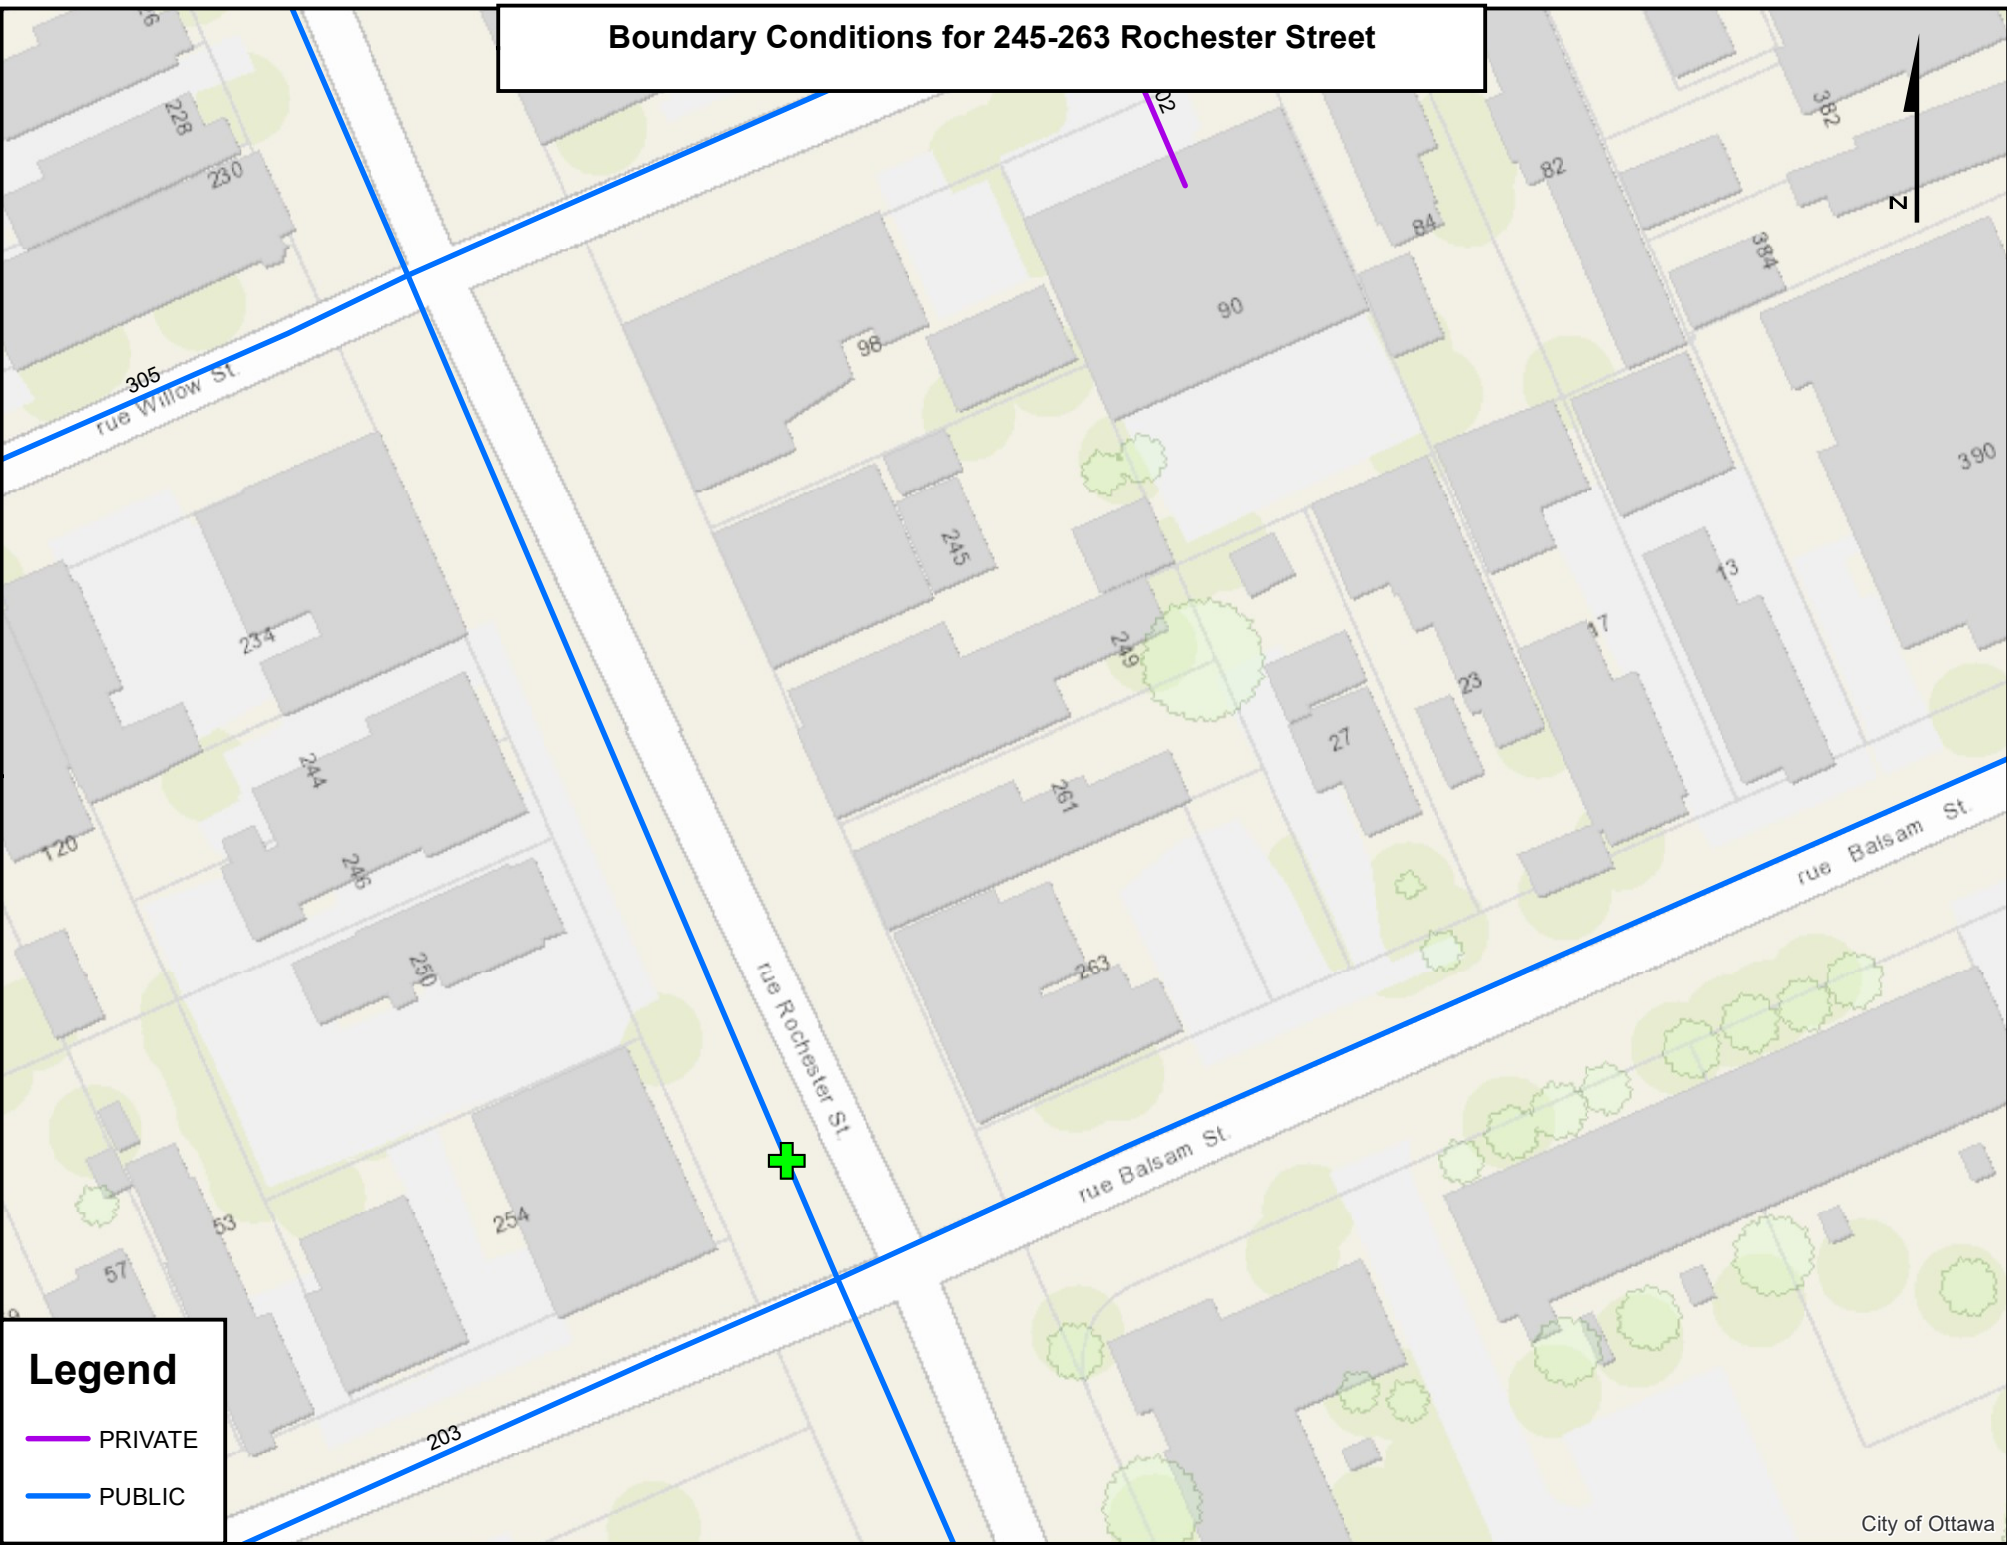 Boundary Conditions for 245-263 Rochester Street
02
228
230
82
84
382
384
N
90
98
305
rue Willow St.
390
245
13
234
249
17
23
27
244
261
120
246
rue Balsam St.
250
263
rue Rochester St.
rue Balsam St.
53
254
57
203
Legend
PRIVATE
PUBLIC
City of Ottawa